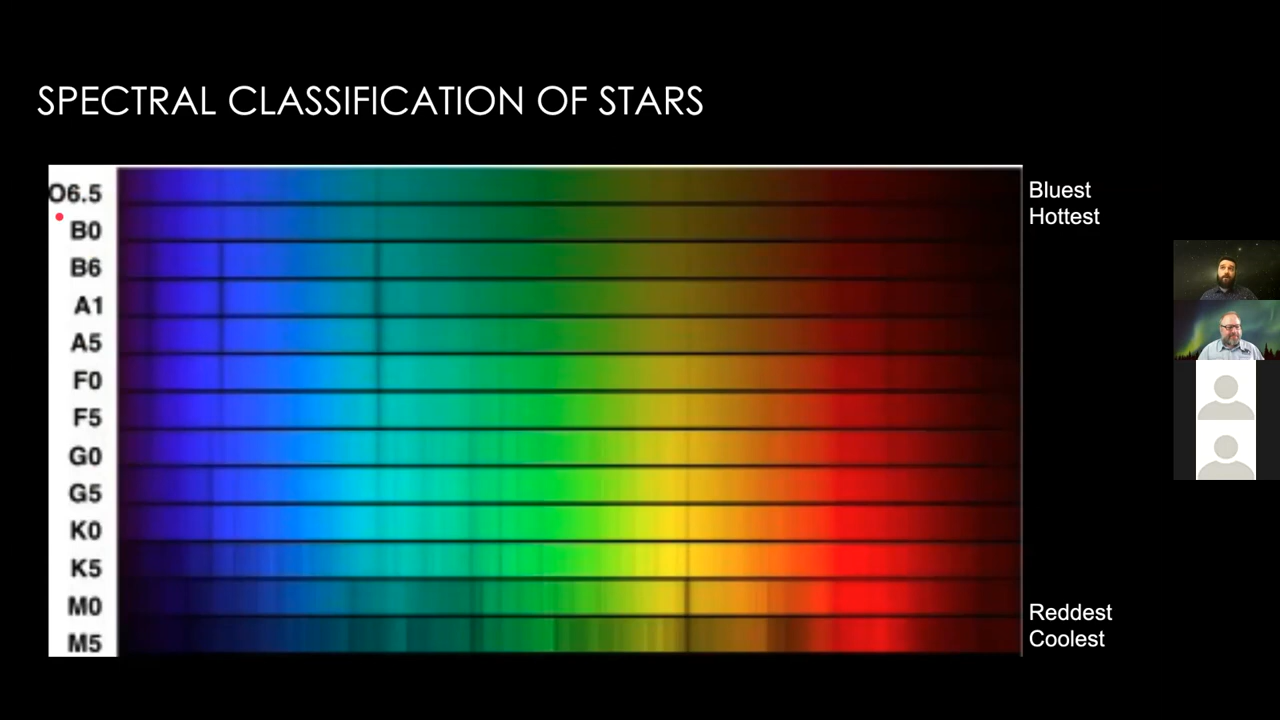 SPECTRAL CLASSIFICATION OF STARS
O6.5
B0
B6
A1
A5
F0
F5
G0
G5
K0
K5
M0
M5
Bluest
Hottest
Reddest
Coolest